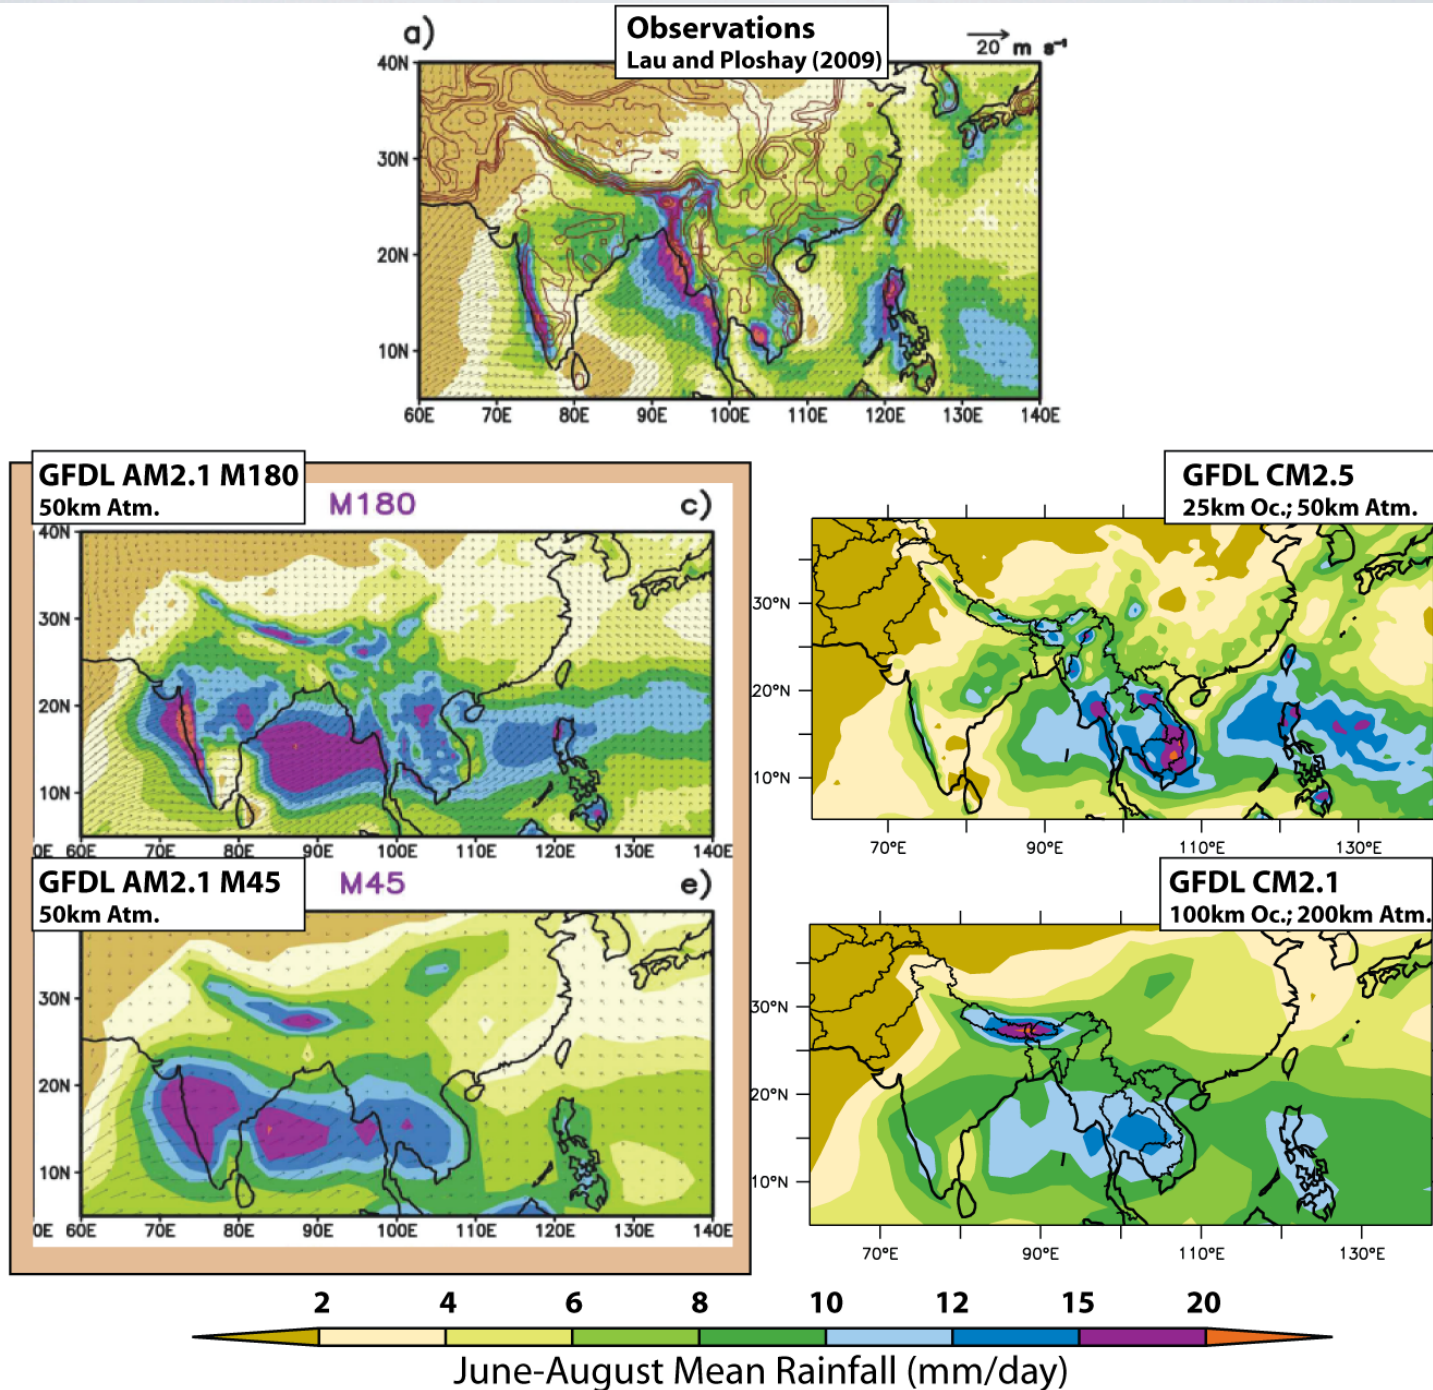 a)
Observations
Lau and Ploshay (2009)
20 m s⁻¹
40N
30N
20N
10N
60E 70E 80E 90E 100E 110E 120E 130E 140E
GFDL AM2.1 M180
50km Atm.
M180
c)
40N
30N
20N
10N
0E 60E 70E 80E 90E 100E 110E 120E 130E 140E
GFDL AM2.1 M45
50km Atm.
M45
e)
30N
20N
10N
0E 60E 70E 80E 90E 100E 110E 120E 130E 140E
GFDL CM2.5
25km Oc.; 50km Atm.
30°N
20°N
10°N
70°E 90°E 110°E 130°E
GFDL CM2.1
100km Oc.; 200km Atm.
30°N
20°N
10°N
70°E 90°E 110°E 130°E
2 4 6 8 10 12 15 20
June-August Mean Rainfall (mm/day)